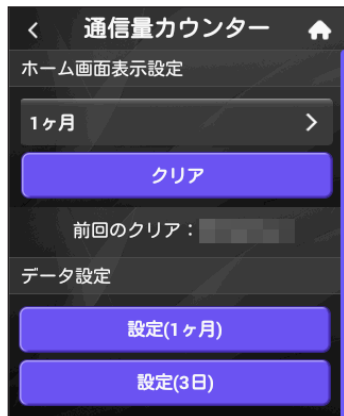 通信量カウンター
ホーム画面表示設定
1ヶ月
クリア
前回のクリア：
データ設定
設定(1ヶ月)
設定(3日)